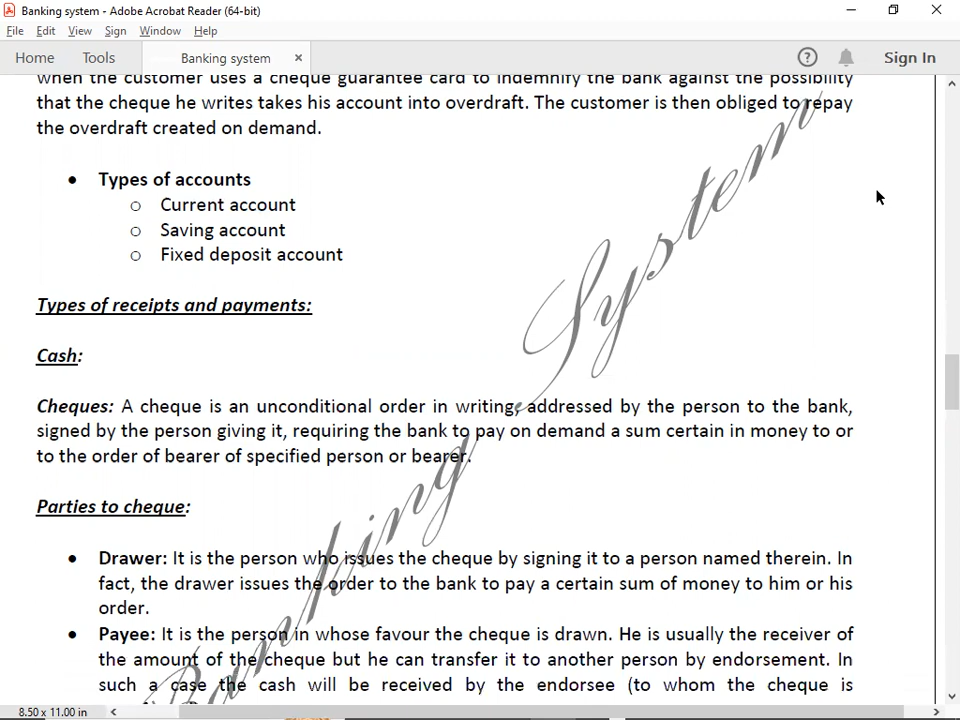 Banking system - Adobe Acrobat Reader (64-bit)
File Edit View Sign Window Help
Home Tools Banking system × ? Sign In
when the customer uses a cheque guarantee card to indemnify the bank against the possibility
that the cheque he writes takes his account into overdraft. The customer is then obliged to repay
the overdraft created on demand.
• Types of accounts
o Current account
o Saving account
o Fixed deposit account
Types of receipts and payments:
Cash:
Cheques: A cheque is an unconditional order in writing, addressed by the person to the bank,
signed by the person giving it, requiring the bank to pay on demand a sum certain in money to or
to the order of bearer of specified person or bearer.
Parties to cheque:
• Drawer: It is the person who issues the cheque by signing it to a person named therein. In
fact, the drawer issues the order to the bank to pay a certain sum of money to him or his
order.
• Payee: It is the person in whose favour the cheque is drawn. He is usually the receiver of
the amount of the cheque but he can transfer it to another person by endorsement. In
such a case the cash will be received by the endorsee (to whom the cheque is
Banking System
8.50 x 11.00 in